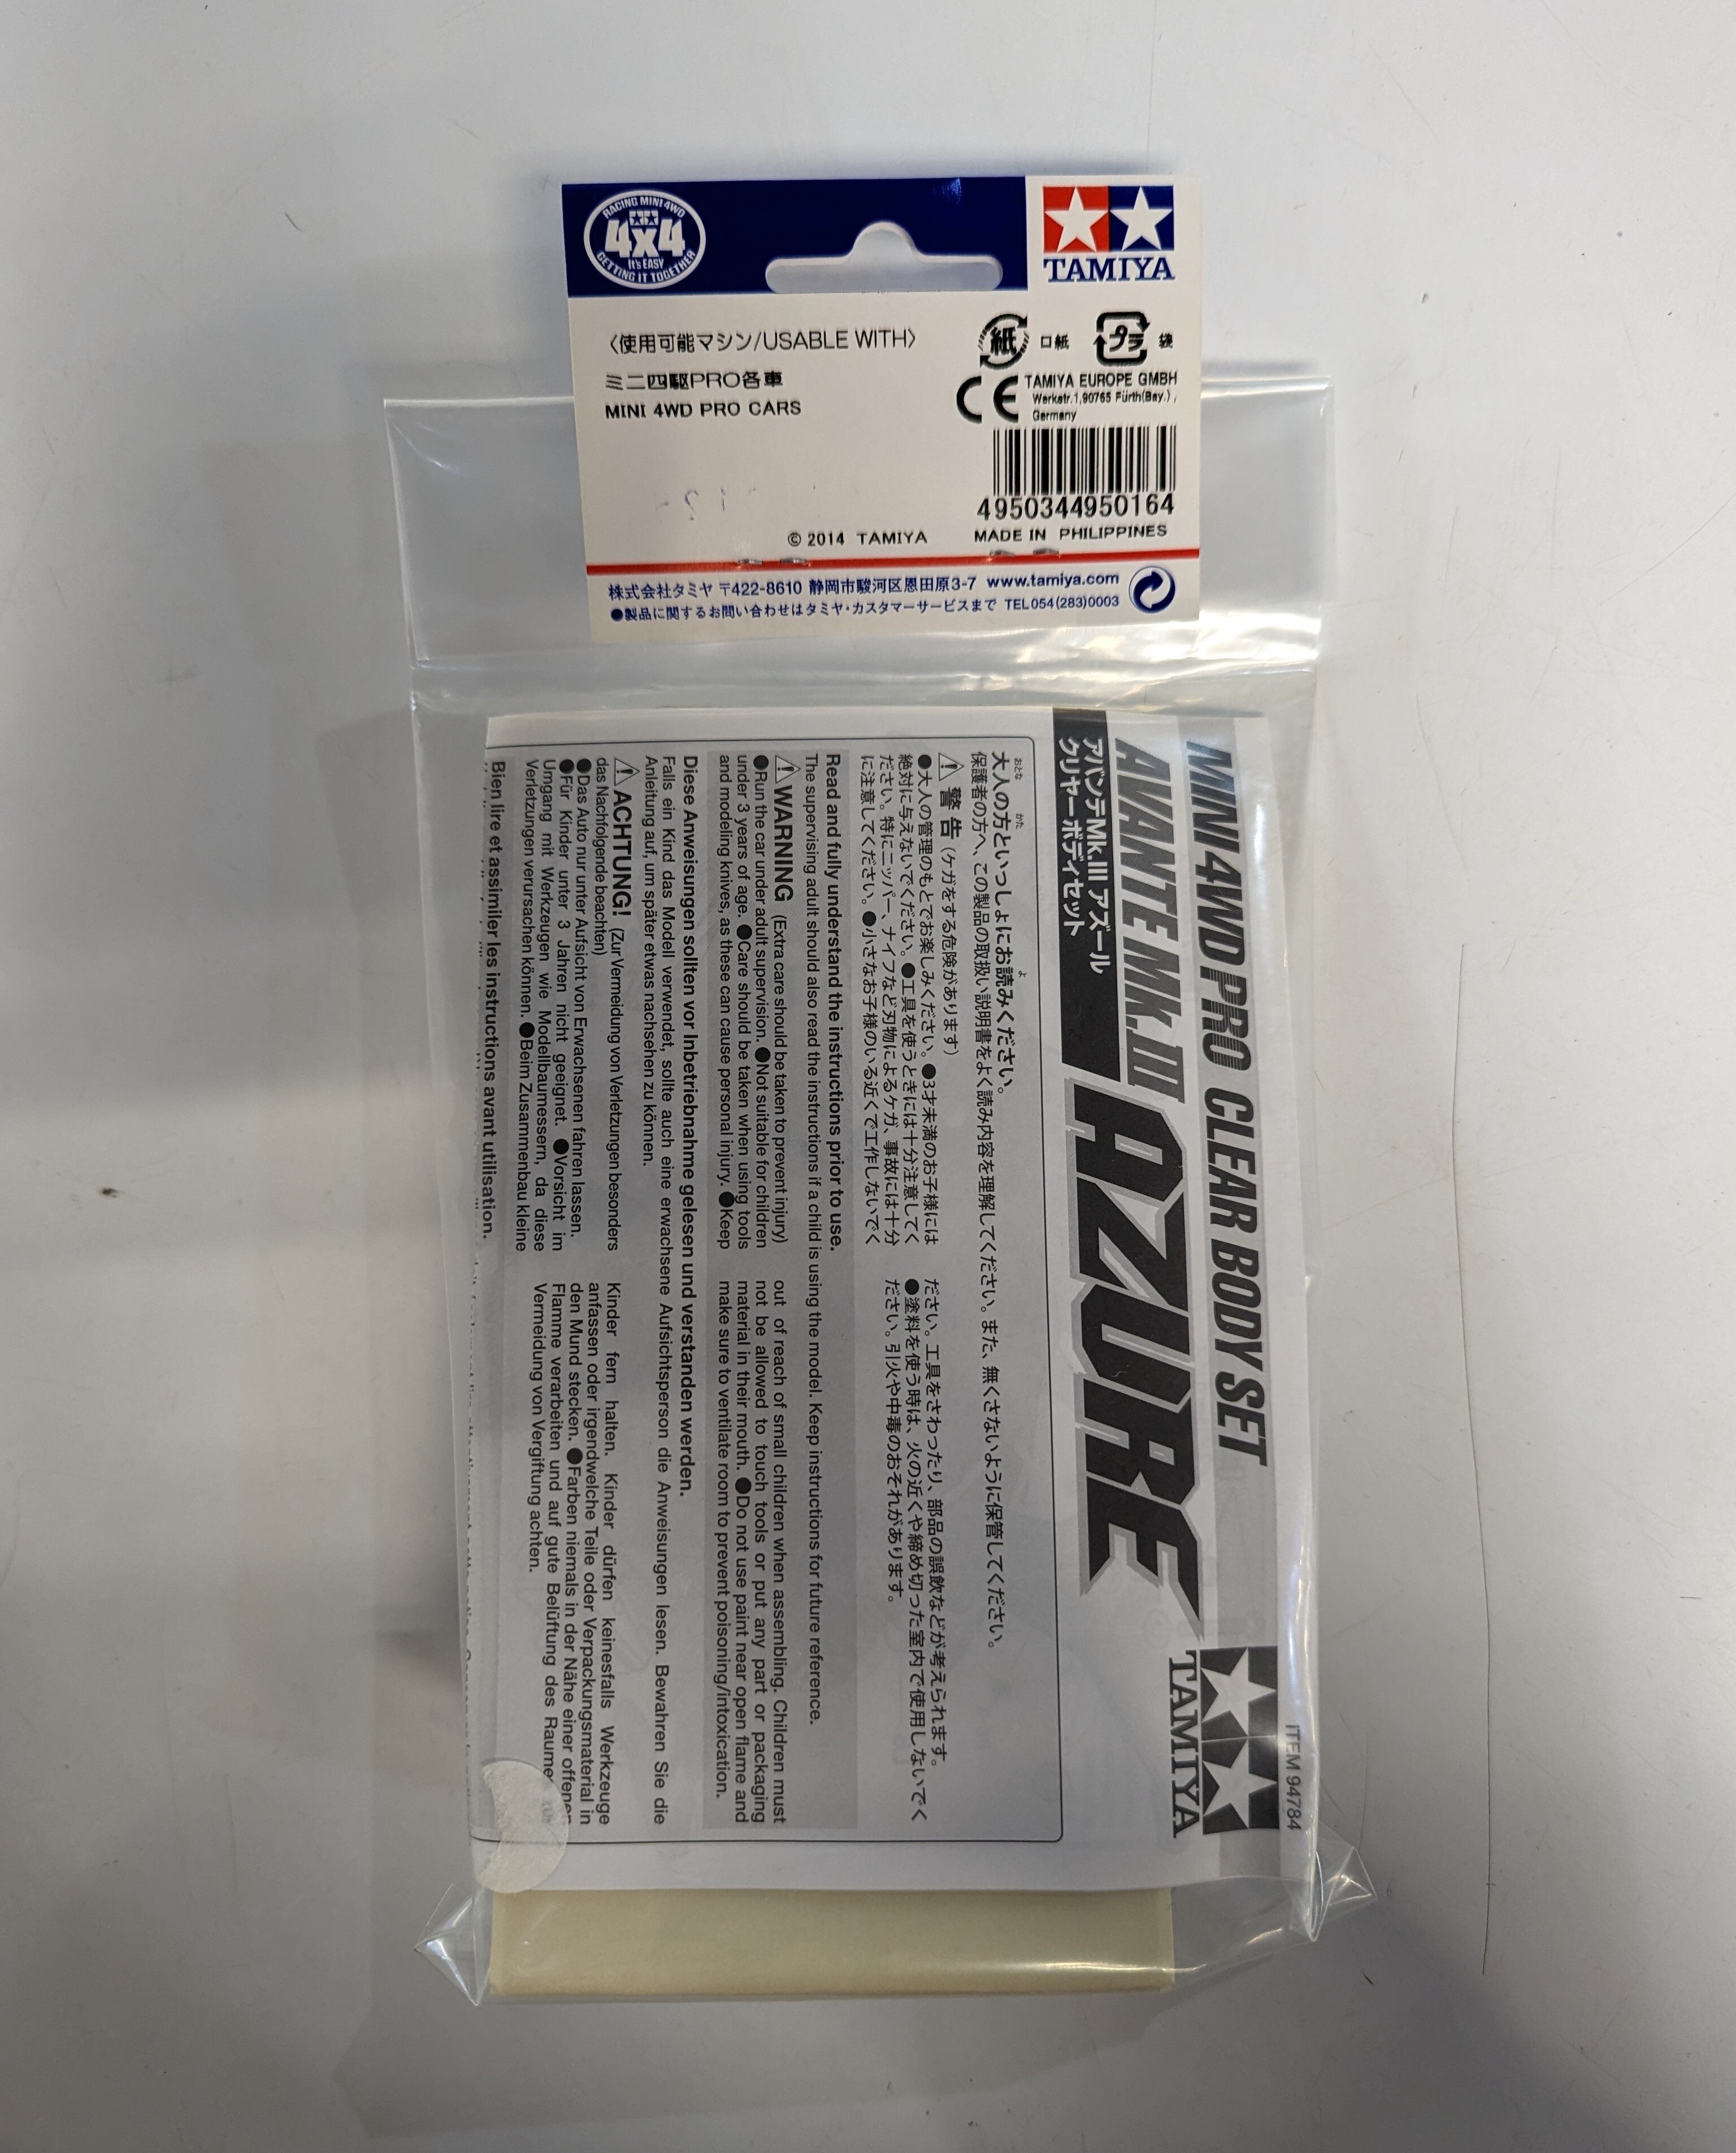 RACING MINI 4WD
4x4
It's EASY
GETTING IT TOGETHER
TAMIYA
〈使用可能マシン/USABLE WITH〉
ミニ四駆PRO各車
MINI 4WD PRO CARS
紙 口紙 プラ 袋
CE TAMIYA EUROPE GMBH
Werkstr.1,90765 Fürth(Bay.),
Germany
4950344950164
© 2014 TAMIYA MADE IN PHILIPPINES
株式会社タミヤ 〒422-8610 静岡市駿河区恩田原3-7 www.tamiya.com
●製品に関するお問い合わせはタミヤ・カスタマーサービスまで TEL 054(283)0003
ITEM 94784
MINI 4WD PRO CLEAR BODY SET
AVANTE Mk.III AZURE
アバンテMk.III アズール
クリヤーボディセット
TAMIYA
大人の方といっしょにお読みください。
おとな かた よ
保護者の方へ、この製品の取扱い説明書をよく読み内容を理解してください。また、無くさないように保管してください。
警告 (ケガをする危険があります)
●大人の管理のもとでお楽しみください。●3才未満のお子様には
絶対に与えないでください。●工具を使うときには十分注意してく
ださい。特にニッパー、ナイフなど刃物によるケガ、事故には十分
に注意してください。●小さなお子様のいる近くで工作しないでく
ださい。工具をさわったり、部品の誤飲などが考えられます。
●塗料を使う時は、火の近くや締め切った室内で使用しないでく
ださい。引火や中毒のおそれがあります。
Read and fully understand the instructions prior to use.
The supervising adult should also read the instructions if a child is using the model. Keep instructions for future reference.
WARNING (Extra care should be taken to prevent injury)
●Run the car under adult supervision. ●Not suitable for children
under 3 years of age. ●Care should be taken when using tools
and modeling knives, as these can cause personal injury. ●Keep
out of reach of small children when assembling. Children must
not be allowed to touch tools or put any part or packaging
material in their mouth. ●Do not use paint near open flame and
make sure to ventilate room to prevent poisoning/intoxication.
Diese Anweisungen sollten vor Inbetriebnahme gelesen und verstanden werden.
Falls ein Kind das Modell verwendet, sollte auch eine erwachsene Aufsichtsperson die Anweisungen lesen. Bewahren Sie die
Anleitung auf, um später etwas nachsehen zu können.
ACHTUNG! (Zur Vermeidung von Verletzungen besonders
das Nachfolgende beachten)
●Das Auto nur unter Aufsicht von Erwachsenen fahren lassen.
●Für Kinder unter 3 Jahren nicht geeignet. ●Vorsicht im
Umgang mit Werkzeugen wie Modellbaumessern, da diese
Verletzungen verursachen können. ●Beim Zusammenbau kleine
Kinder fern halten. Kinder dürfen keinesfalls Werkzeuge
anfassen oder irgendwelche Teile oder Verpackungsmaterial in
den Mund stecken. ●Farben niemals in der Nähe einer offenen
Flamme verarbeiten und auf gute Belüftung des Raumes zur
Vermeidung von Vergiftung achten.
Bien lire et assimiler les instructions avant utilisation.